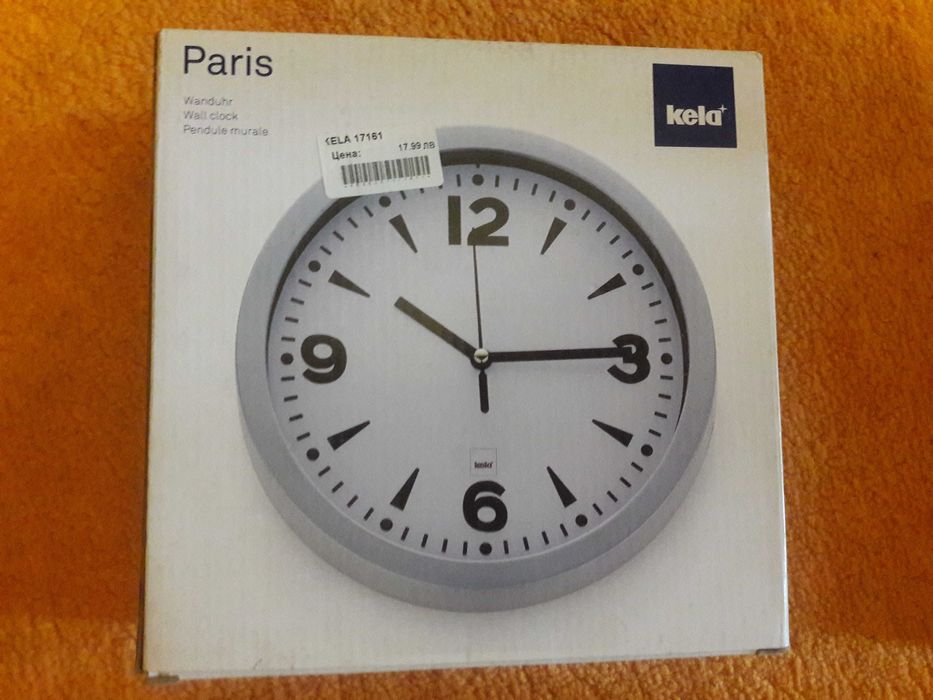 Paris
Wanduhr
Wall clock
Pendule murale
kela+
KELA 17161
Цена: 17.99 ЛВ
12
9
3
kela
6